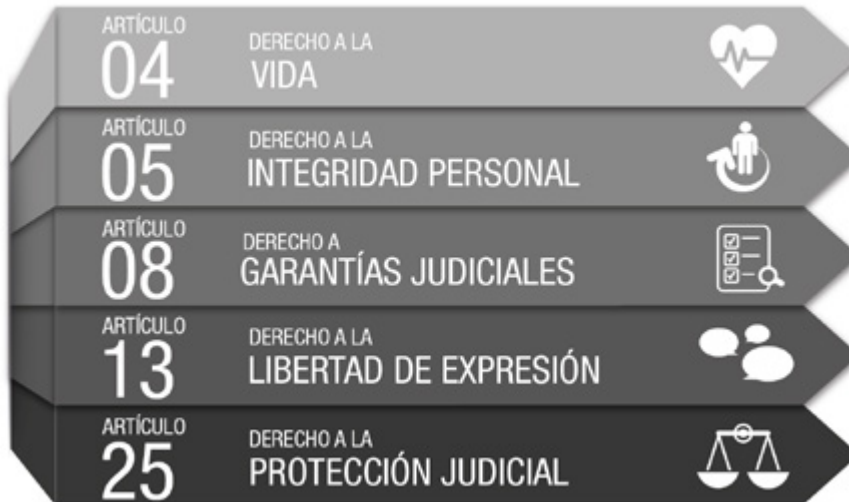 ARTÍCULO
04
DERECHO A LA
VIDA
ARTÍCULO
05
DERECHO A LA
INTEGRIDAD PERSONAL
ARTÍCULO
08
DERECHO A
GARANTÍAS JUDICIALES
ARTÍCULO
13
DERECHO A LA
LIBERTAD DE EXPRESIÓN
ARTÍCULO
25
DERECHO A LA
PROTECCIÓN JUDICIAL